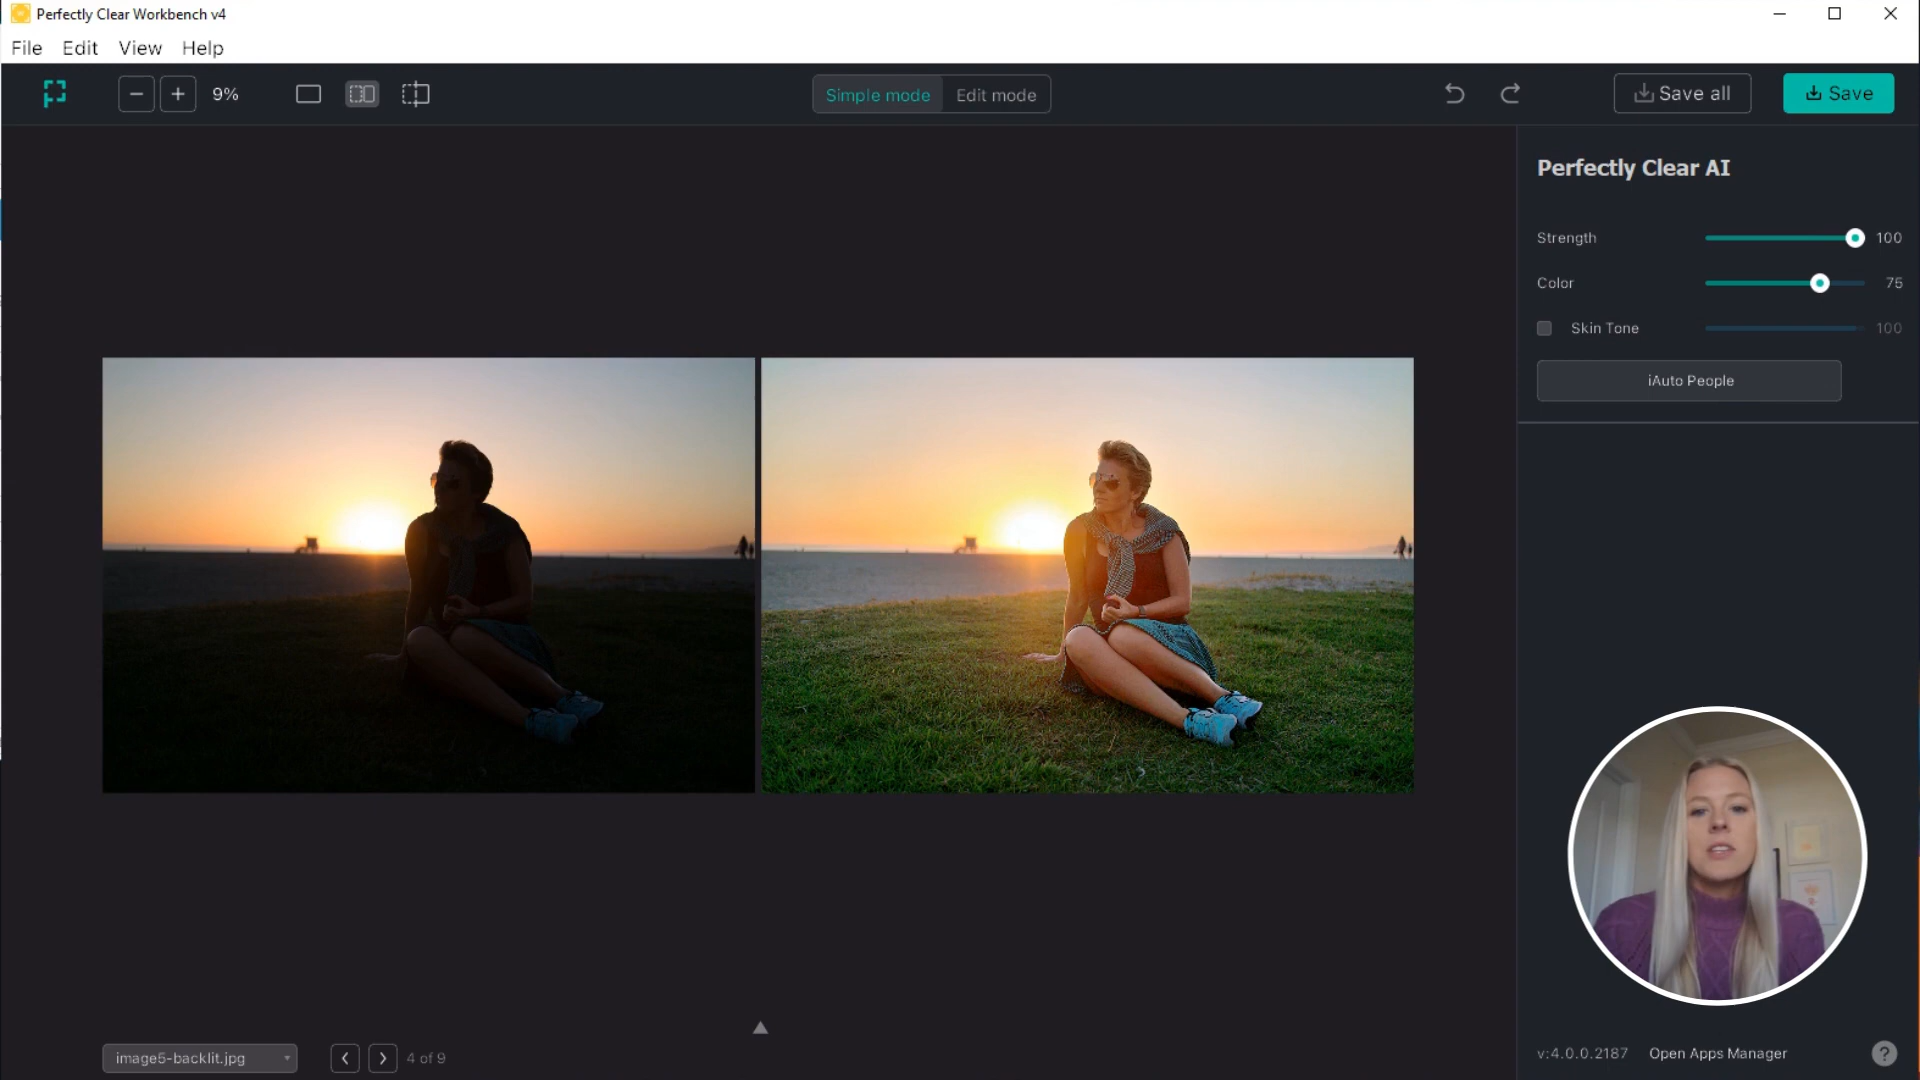 Perfectly Clear Workbench v4
File Edit View Help
9%
Simple mode Edit mode
Save all
Save
Perfectly Clear AI
Strength 100
Color 75
Skin Tone 100
iAuto People
image5-backlit.jpg
4 of 9
v:4.0.0.2187 Open Apps Manager ?